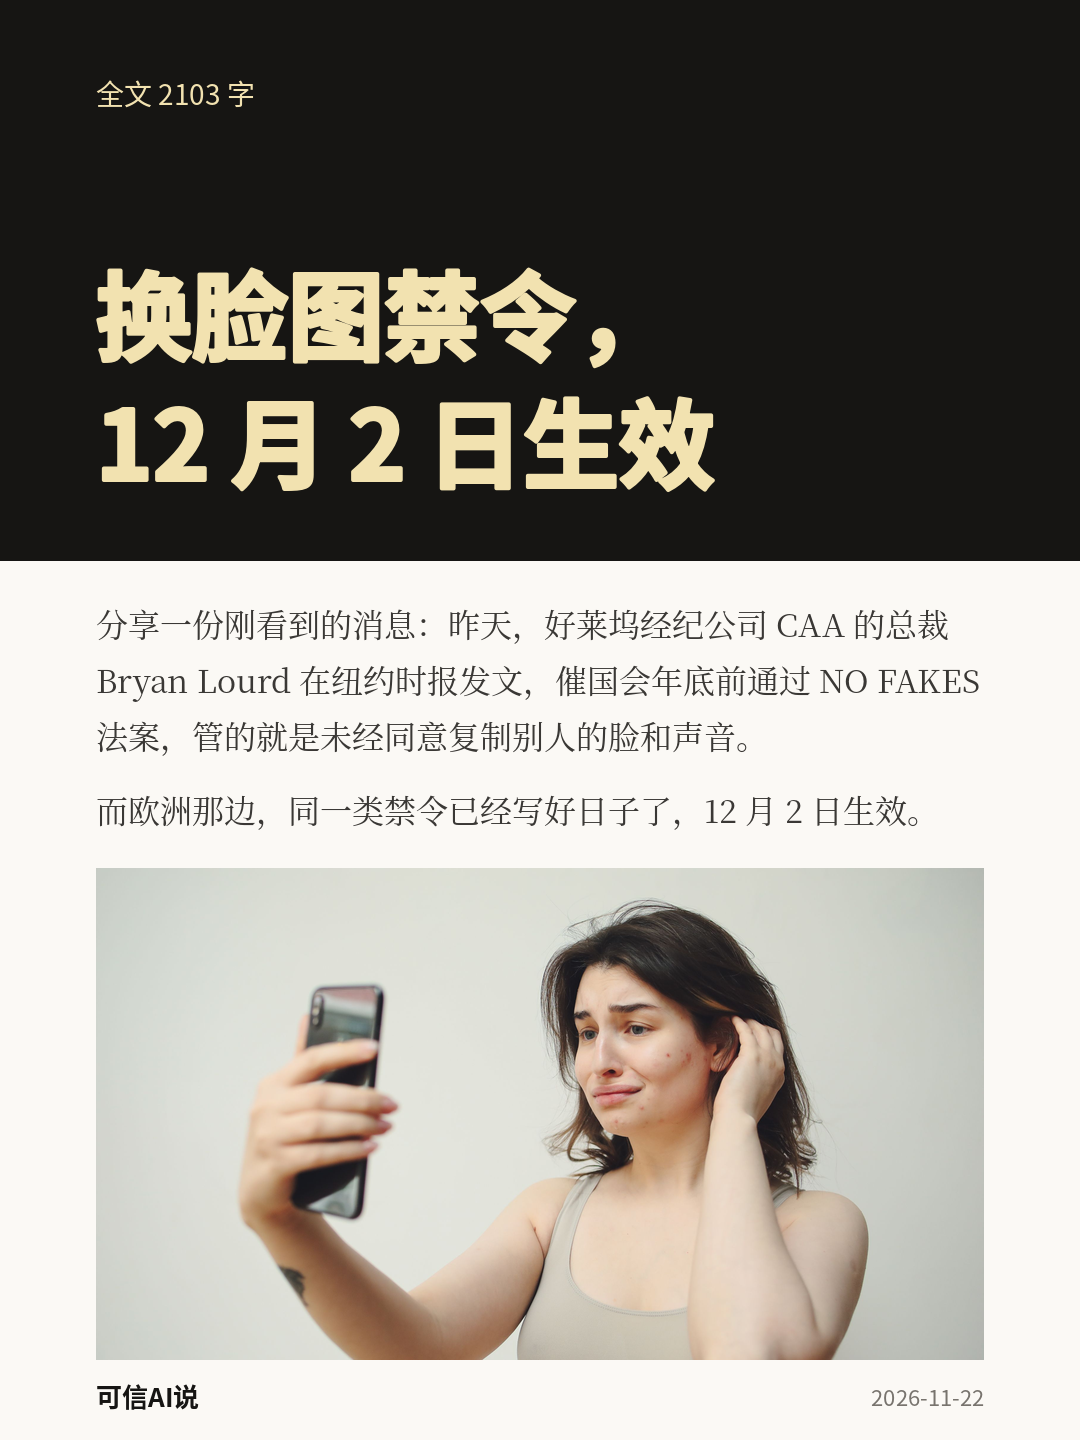 全文 2103 字
换脸图禁令，
12 月 2 日生效
分享一份刚看到的消息：昨天，好莱坞经纪公司 CAA 的总裁
Bryan Lourd 在纽约时报发文，催国会年底前通过 NO FAKES
法案，管的就是未经同意复制别人的脸和声音。
而欧洲那边，同一类禁令已经写好日子了，12 月 2 日生效。
可信AI说
2026-11-22